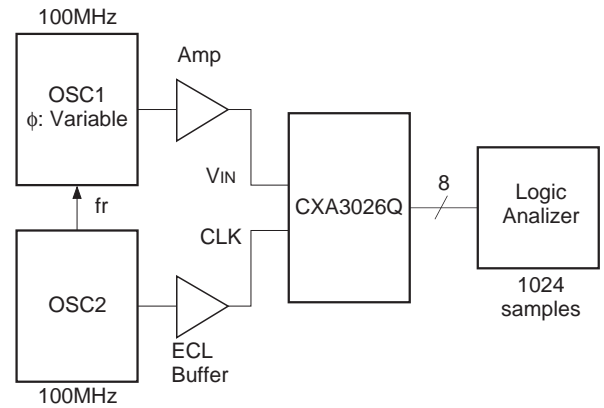 100MHz
OSC1
ϕ: Variable
Amp
VIN
fr
CLK
CXA3026Q
8
Logic
Analizer
1024
samples
OSC2
ECL
Buffer
100MHz